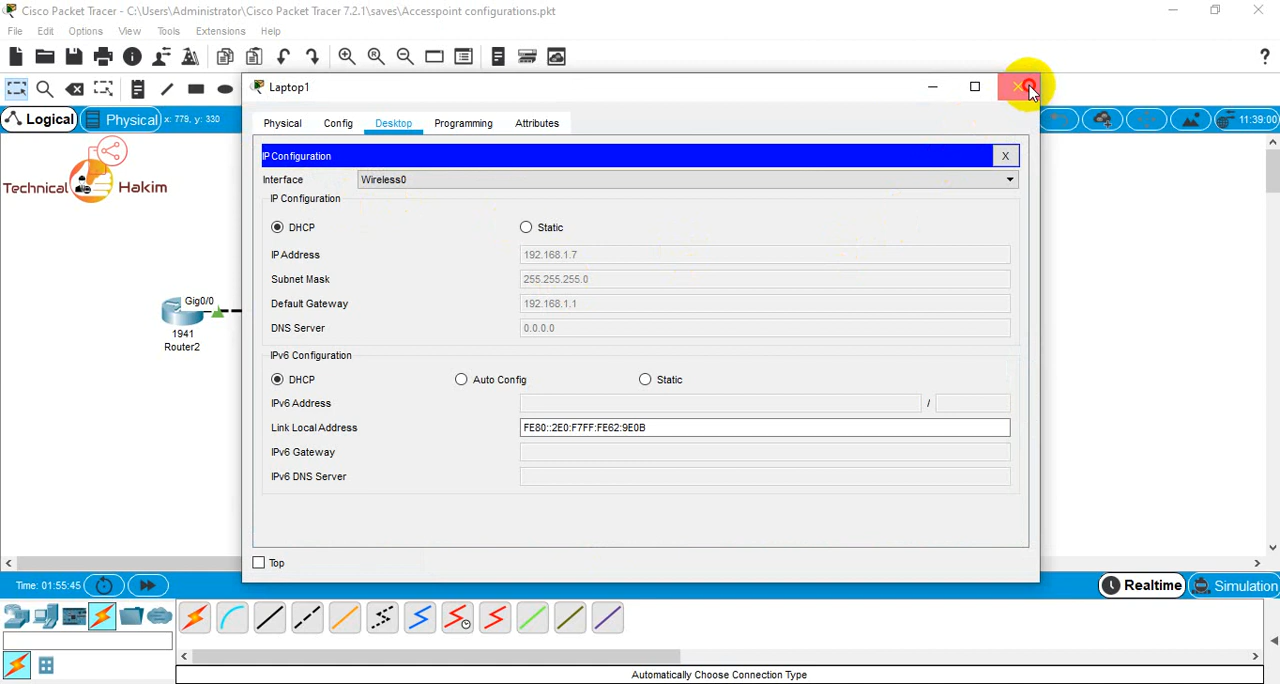 Cisco Packet Tracer - C:\Users\Administrator\Cisco Packet Tracer 7.2.1\saves\Accesspoint configurations.pkt
File Edit Options View Tools Extensions Help
?
Laptop1
Logical Physical x: 779, y: 330
11:39:00
Physical Config Desktop Programming Attributes
IP Configuration X
Interface Wireless0
IP Configuration
DHCP Static
IP Address 192.168.1.7
Subnet Mask 255.255.255.0
Default Gateway 192.168.1.1
DNS Server 0.0.0.0
IPv6 Configuration
DHCP Auto Config Static
IPv6 Address /
Link Local Address FE80::2E0:F7FF:FE62:9E0B
IPv6 Gateway
IPv6 DNS Server
Top
Technical Hakim
Gig0/0
1941
Router2
Time: 01:55:45 Realtime Simulation
Automatically Choose Connection Type